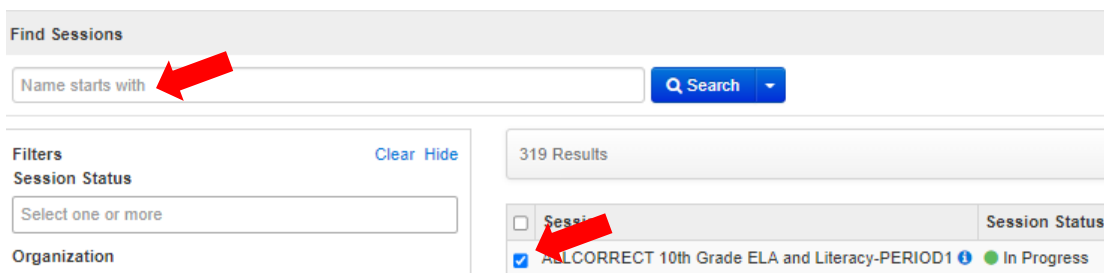 Find Sessions
Name starts with
Search
Filters Clear Hide
Session Status
Select one or more
Organization
319 Results
Session Session Status
ALLCORRECT 10th Grade ELA and Literacy-PERIOD1 In Progress